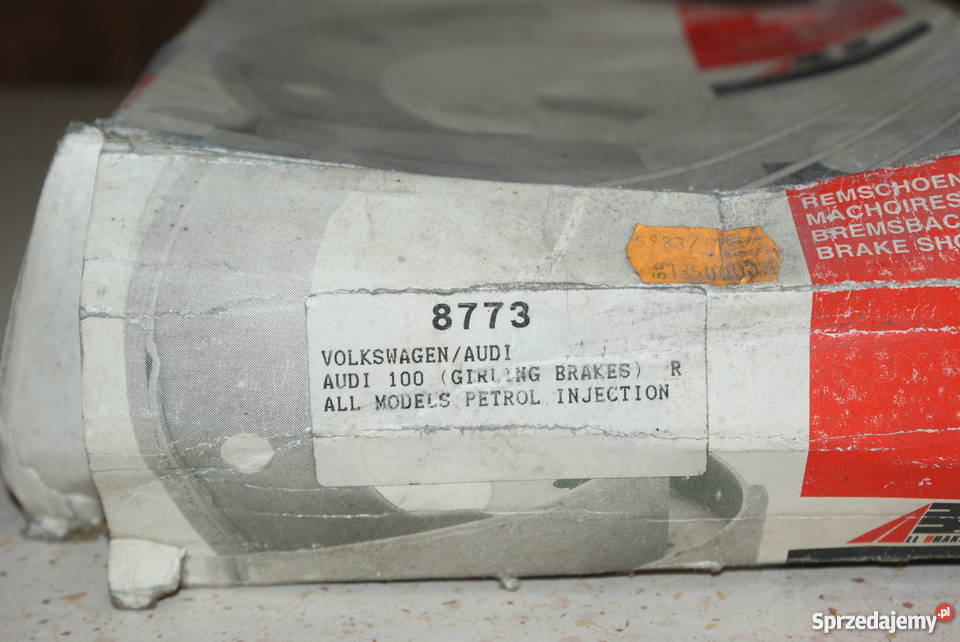 REMSCHOEN
MACHOIRES
BREMSBAC
BRAKE SHO
8773
VOLKSWAGEN/AUDI
AUDI 100 (GIRLING BRAKES) R
ALL MODELS PETROL INJECTION
Sprzedajemy.pl